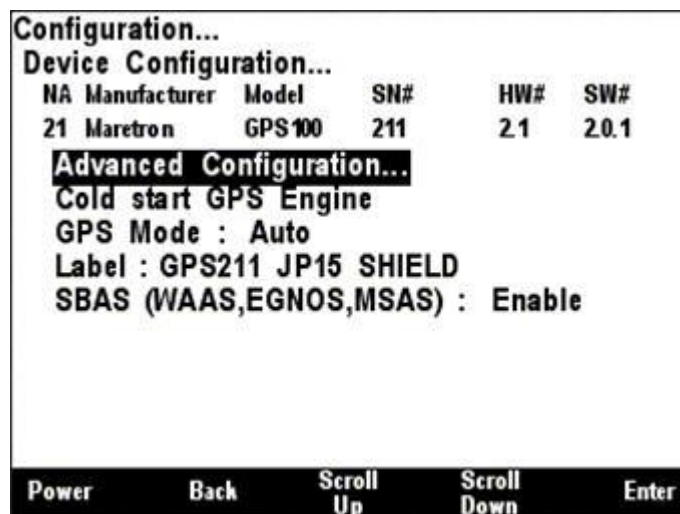 Configuration...
Device Configuration...
NA Manufacturer Model SN# HW# SW#
21 Maretron GPS100 211 2.1 2.0.1
Advanced Configuration...
Cold start GPS Engine
GPS Mode : Auto
Label : GPS211 JP15 SHIELD
SBAS (WAAS,EGNOS,MSAS) : Enable
Power Back Scroll Up Scroll Down Enter